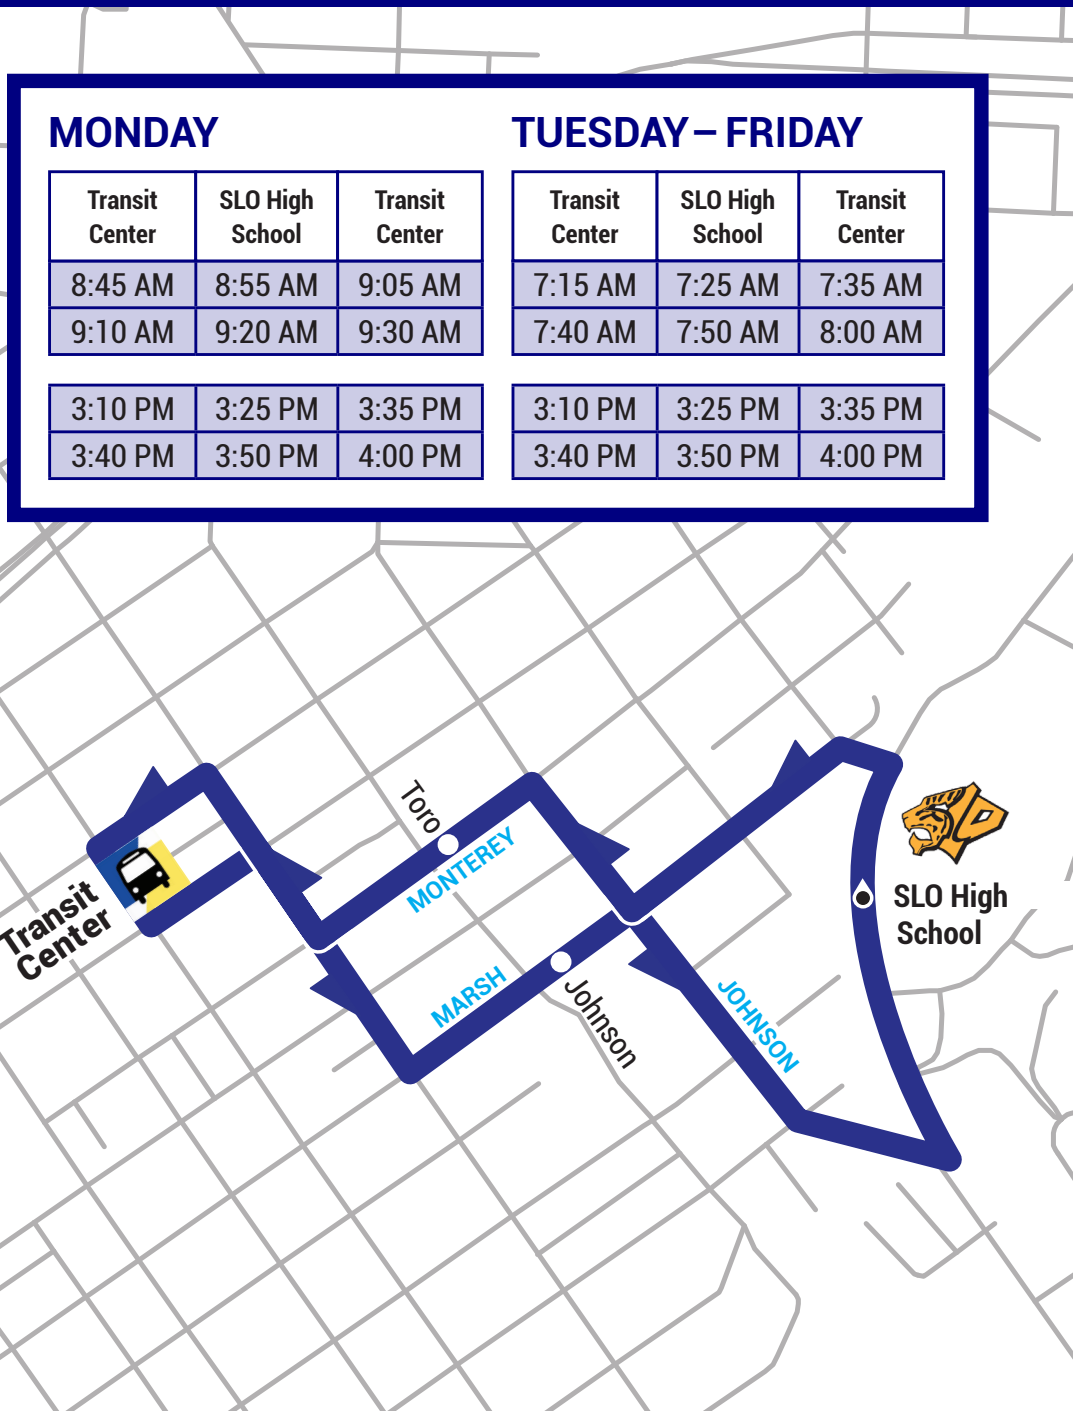 MONDAY
Transit Center | SLO High School | Transit Center
8:45 AM | 8:55 AM | 9:05 AM
9:10 AM | 9:20 AM | 9:30 AM
3:10 PM | 3:25 PM | 3:35 PM
3:40 PM | 3:50 PM | 4:00 PM
TUESDAY – FRIDAY
Transit Center | SLO High School | Transit Center
7:15 AM | 7:25 AM | 7:35 AM
7:40 AM | 7:50 AM | 8:00 AM
3:10 PM | 3:25 PM | 3:35 PM
3:40 PM | 3:50 PM | 4:00 PM
Toro
MONTEREY
Transit
Center
SLO High
School
MARSH
Johnson
JOHNSON